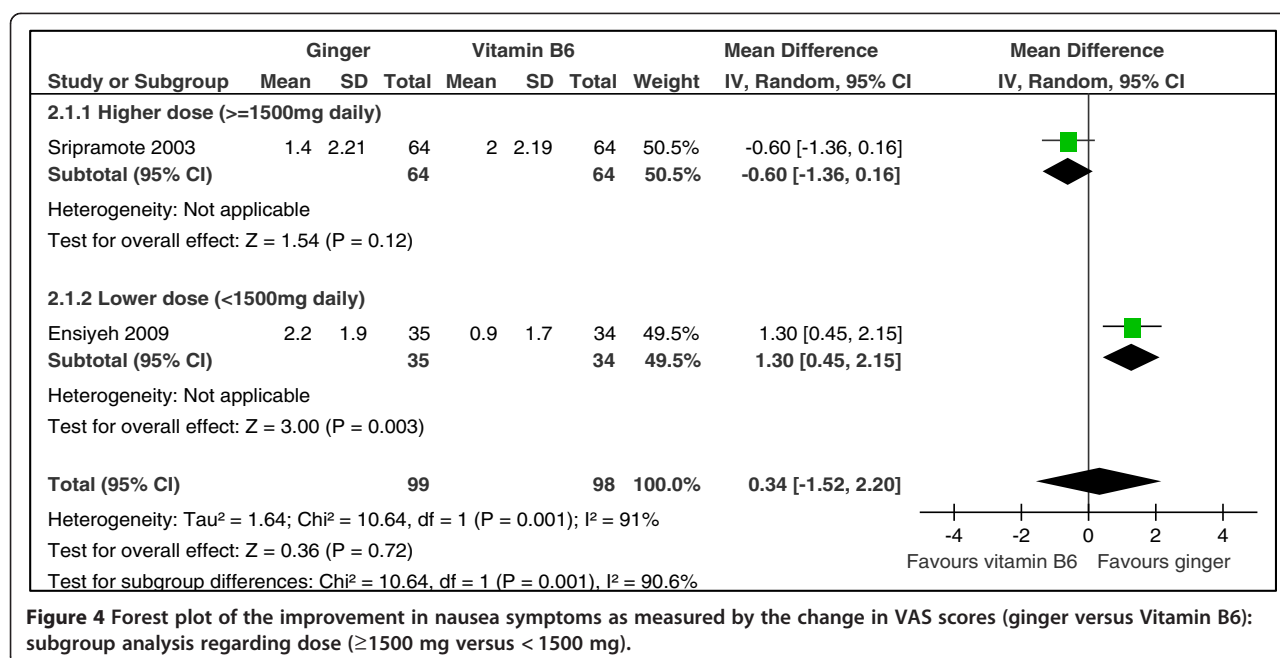 Ginger Vitamin B6 Mean Difference Mean Difference
Study or Subgroup Mean SD Total Mean SD Total Weight IV, Random, 95% CI IV, Random, 95% CI
2.1.1 Higher dose (>=1500mg daily)
Sripramote 2003 1.4 2.21 64 2 2.19 64 50.5% -0.60 [-1.36, 0.16]
Subtotal (95% CI) 64 64 50.5% -0.60 [-1.36, 0.16]
Heterogeneity: Not applicable
Test for overall effect: Z = 1.54 (P = 0.12)
2.1.2 Lower dose (<1500mg daily)
Ensiyeh 2009 2.2 1.9 35 0.9 1.7 34 49.5% 1.30 [0.45, 2.15]
Subtotal (95% CI) 35 34 49.5% 1.30 [0.45, 2.15]
Heterogeneity: Not applicable
Test for overall effect: Z = 3.00 (P = 0.003)
Total (95% CI) 99 98 100.0% 0.34 [-1.52, 2.20]
Heterogeneity: Tau² = 1.64; Chi² = 10.64, df = 1 (P = 0.001); I² = 91%
Test for overall effect: Z = 0.36 (P = 0.72)
Test for subgroup differences: Chi² = 10.64, df = 1 (P = 0.001), I² = 90.6%
-4 -2 0 2 4
Favours vitamin B6 Favours ginger
Figure 4 Forest plot of the improvement in nausea symptoms as measured by the change in VAS scores (ginger versus Vitamin B6):
subgroup analysis regarding dose (≥1500 mg versus < 1500 mg).